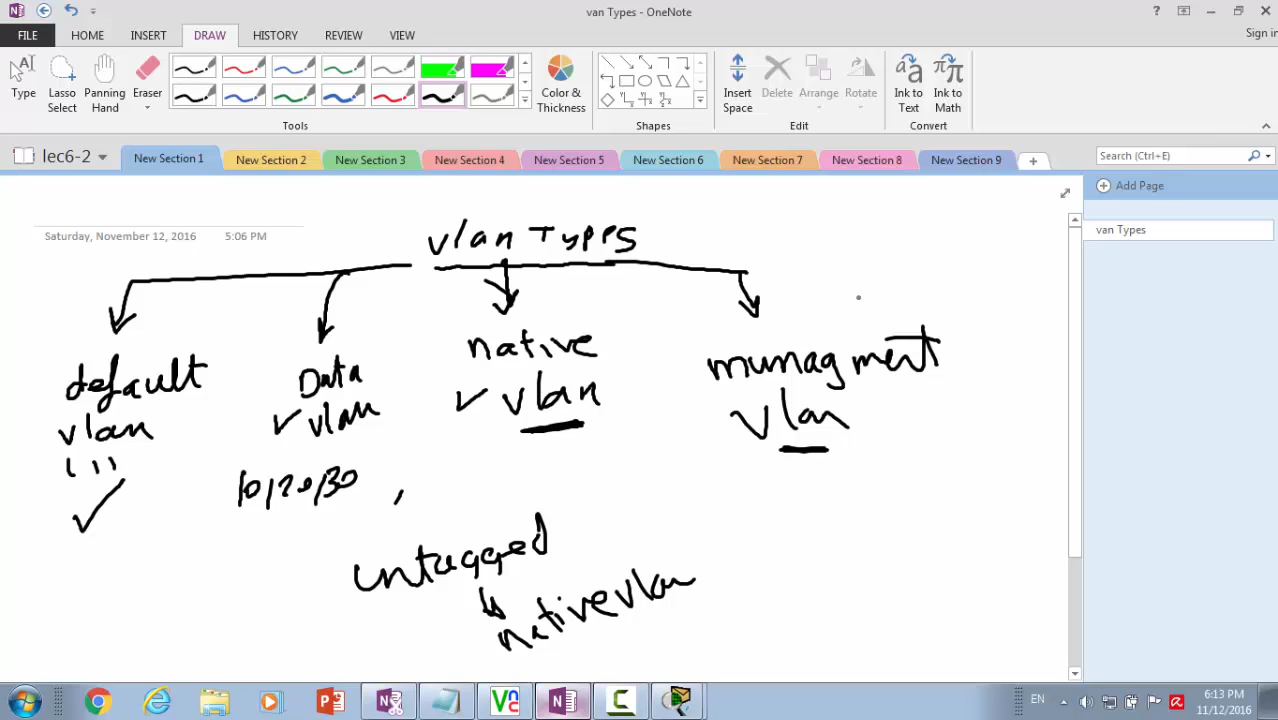 van Types - OneNote
? 
FILE HOME INSERT DRAW HISTORY REVIEW VIEW
Sign in
Type
Lasso Select
Panning Hand
Eraser
Color & Thickness
Insert Space
Delete
Arrange
Rotate
Ink to Text
Ink to Math
Tools
Shapes
Edit
Convert
lec6-2
New Section 1
New Section 2
New Section 3
New Section 4
New Section 5
New Section 6
New Section 7
New Section 8
New Section 9
Search (Ctrl+E)
Add Page
van Types
Saturday, November 12, 2016 5:06 PM
vlan Types
default
vlan
Data
vlan
10,20,30
native
vlan
munagment
vlan
untagged
native vlan
EN
6:13 PM
11/12/2016